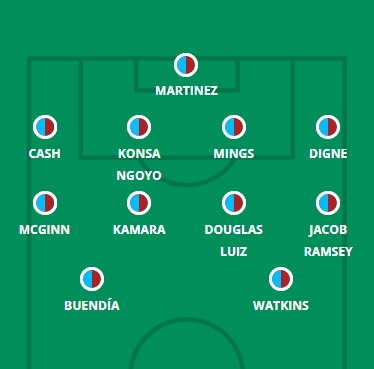 MARTINEZ
CASH
KONSA
NGOYO
MINGS
DIGNE
MCGINN
KAMARA
DOUGLAS
LUIZ
JACOB
RAMSEY
BUENDÍA
WATKINS